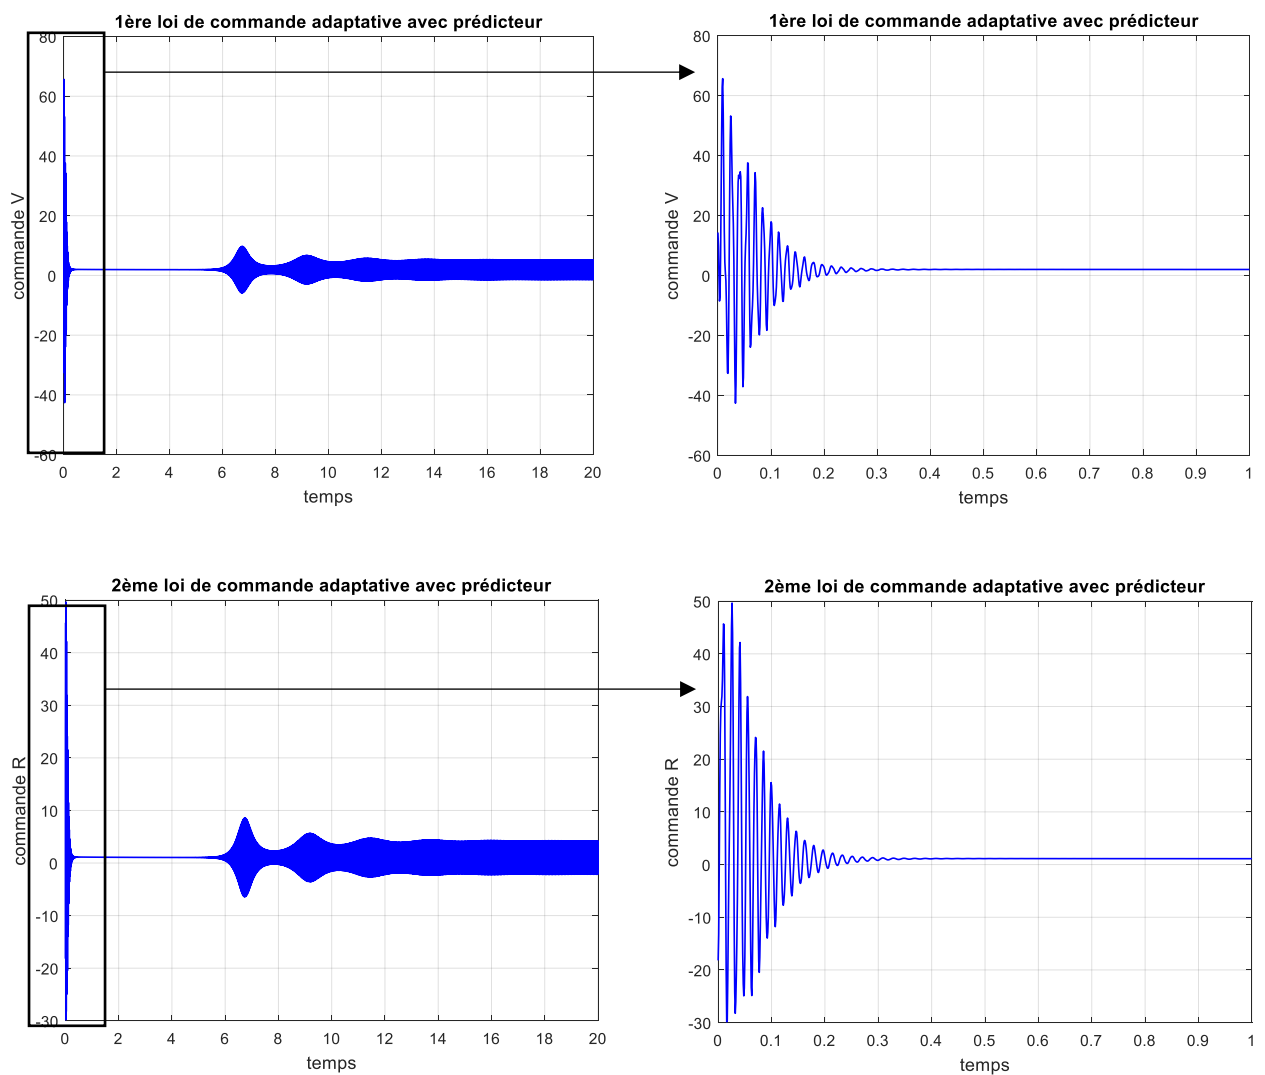 1ère loi de commande adaptative avec prédicteur
80
60
40
20
0
-20
-40
-60
commande V
0 2 4 6 8 10 12 14 16 18 20
temps
1ère loi de commande adaptative avec prédicteur
80
60
40
20
0
-20
-40
-60
commande V
0 0.1 0.2 0.3 0.4 0.5 0.6 0.7 0.8 0.9 1
temps
2ème loi de commande adaptative avec prédicteur
50
40
30
20
10
0
-10
-20
-30
commande R
0 2 4 6 8 10 12 14 16 18 20
temps
2ème loi de commande adaptative avec prédicteur
50
40
30
20
10
0
-10
-20
-30
commande R
0 0.1 0.2 0.3 0.4 0.5 0.6 0.7 0.8 0.9 1
temps